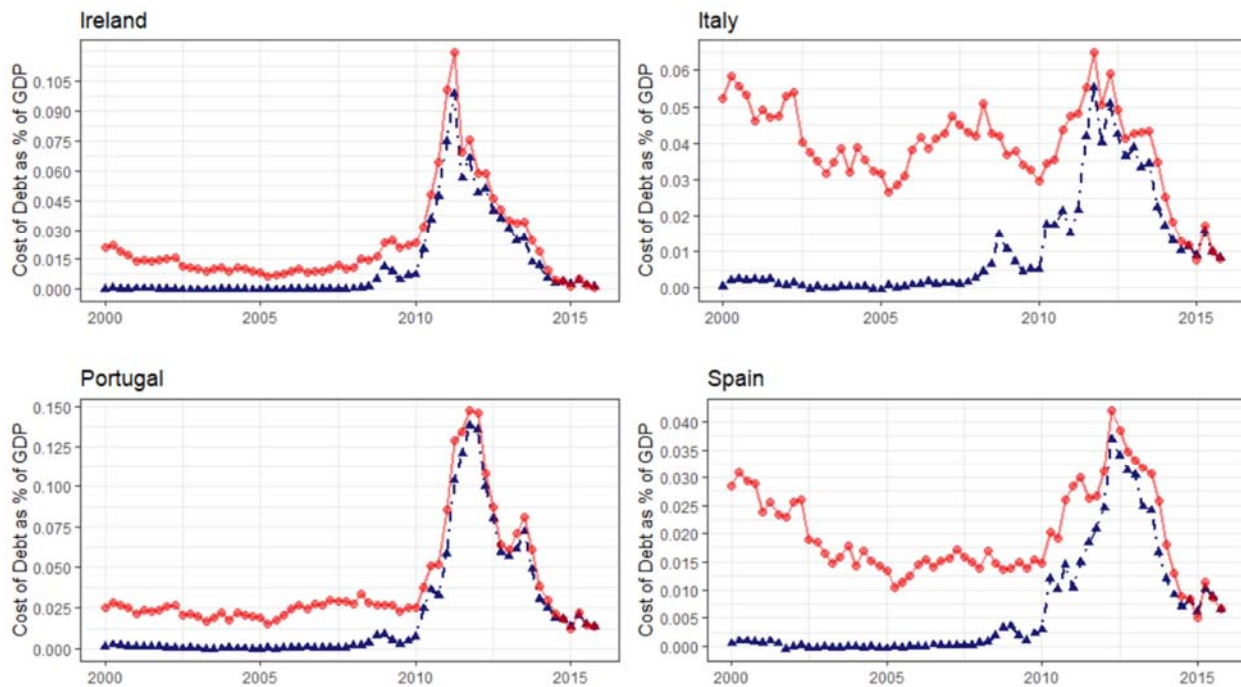 Ireland
Cost of Debt as % of GDP
0.105
0.090
0.075
0.060
0.045
0.030
0.015
0.000
2000 2005 2010 2015
Italy
Cost of Debt as % of GDP
0.06
0.05
0.04
0.03
0.02
0.01
0.00
2000 2005 2010 2015
Portugal
Cost of Debt as % of GDP
0.150
0.125
0.100
0.075
0.050
0.025
0.000
2000 2005 2010 2015
Spain
Cost of Debt as % of GDP
0.040
0.035
0.030
0.025
0.020
0.015
0.010
0.005
0.000
2000 2005 2010 2015